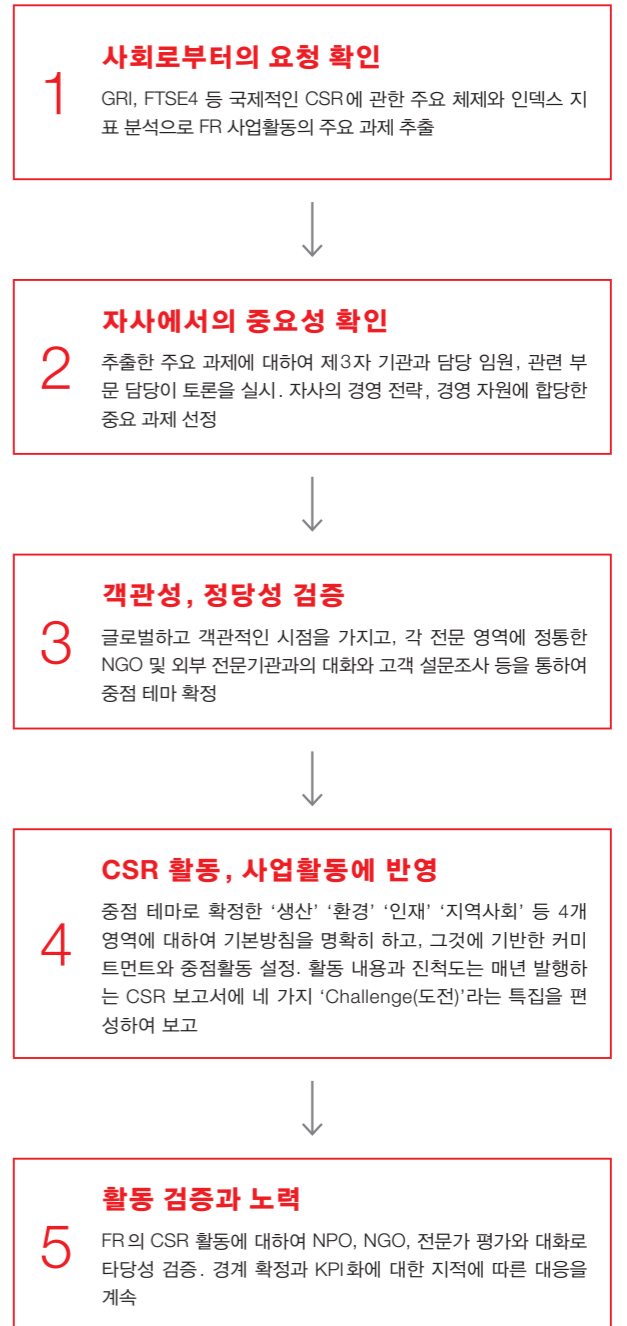 1
사회로부터의 요청 확인
GRI, FTSE4 등 국제적인 CSR에 관한 주요 체제와 인덱스 지
표 분석으로 FR 사업활동의 주요 과제 추출
2
자사에서의 중요성 확인
추출한 주요 과제에 대하여 제3자 기관과 담당 임원, 관련 부
문 담당이 토론을 실시. 자사의 경영 전략, 경영 자원에 합당한
중요 과제 선정
3
객관성, 정당성 검증
글로벌하고 객관적인 시점을 가지고, 각 전문 영역에 정통한
NGO 및 외부 전문기관과의 대화와 고객 설문조사 등을 통하여
중점 테마 확정
4
CSR 활동, 사업활동에 반영
중점 테마로 확정한 ‘생산’ ‘환경’ ‘인재’ ‘지역사회’ 등 4개
영역에 대하여 기본방침을 명확히 하고, 그것에 기반한 커미
트먼트와 중점활동 설정. 활동 내용과 진척도는 매년 발행하
는 CSR 보고서에 네 가지 ‘Challenge(도전)’라는 특집을 편
성하여 보고
5
활동 검증과 노력
FR의 CSR 활동에 대하여 NPO, NGO, 전문가 평가와 대화로
타당성 검증. 경계 확정과 KPI화에 대한 지적에 따른 대응을
계속